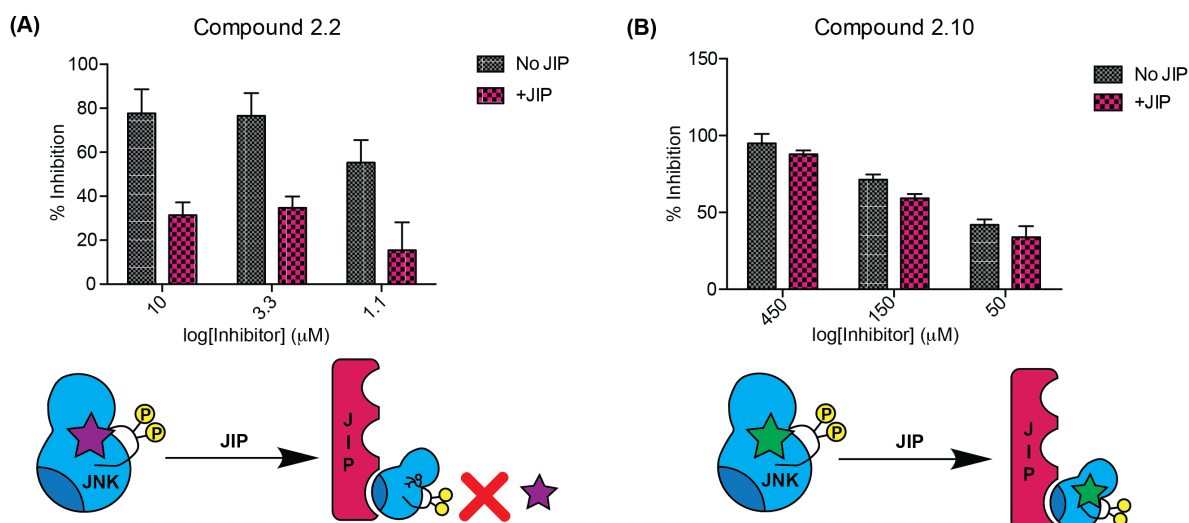 (A)
Compound 2.2
No JIP
+JIP
100
80
60
40
20
0
% Inhibition
10
3.3
1.1
log[Inhibitor] (μM)
P
P
JNK
JIP
JIP
(B)
Compound 2.10
No JIP
+JIP
150
100
50
0
% Inhibition
450
150
50
log[Inhibitor] (μM)
P
P
JNK
JIP
JIP